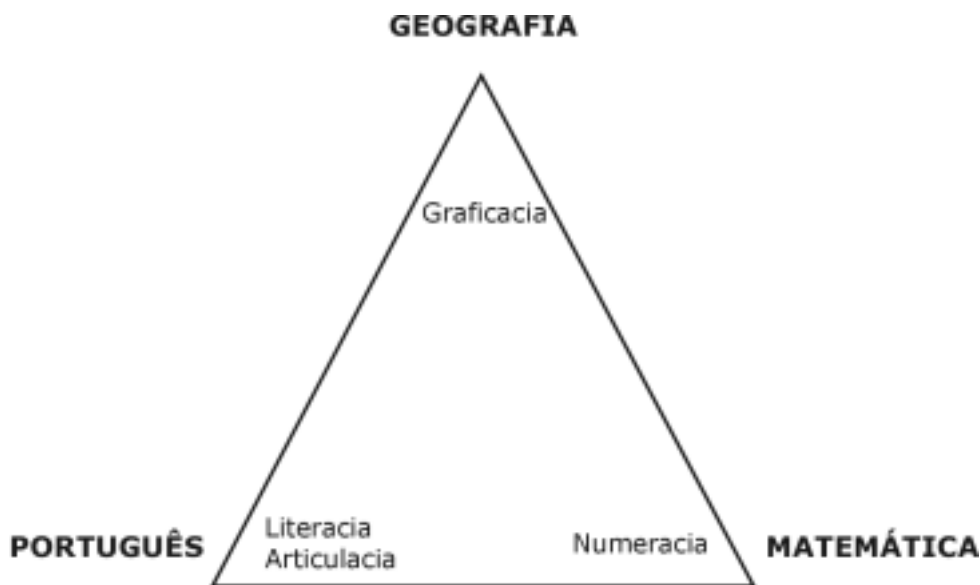 GEOGRAFIA
Graficacia
PORTUGUÊS
Literacia
Articulacia
Numeracia
MATEMÁTICA